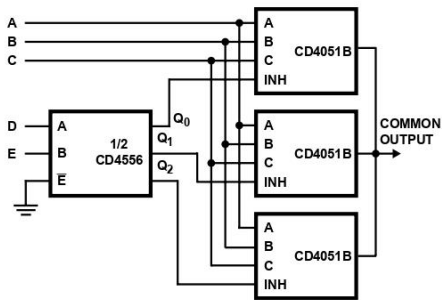 A
B
C
A
B
C
INH
CD4051B
D
E
A
B
E̅
1/2
CD4556
Q0
Q1
Q2
A
B
C
INH
CD4051B
COMMON
OUTPUT
A
B
C
INH
CD4051B